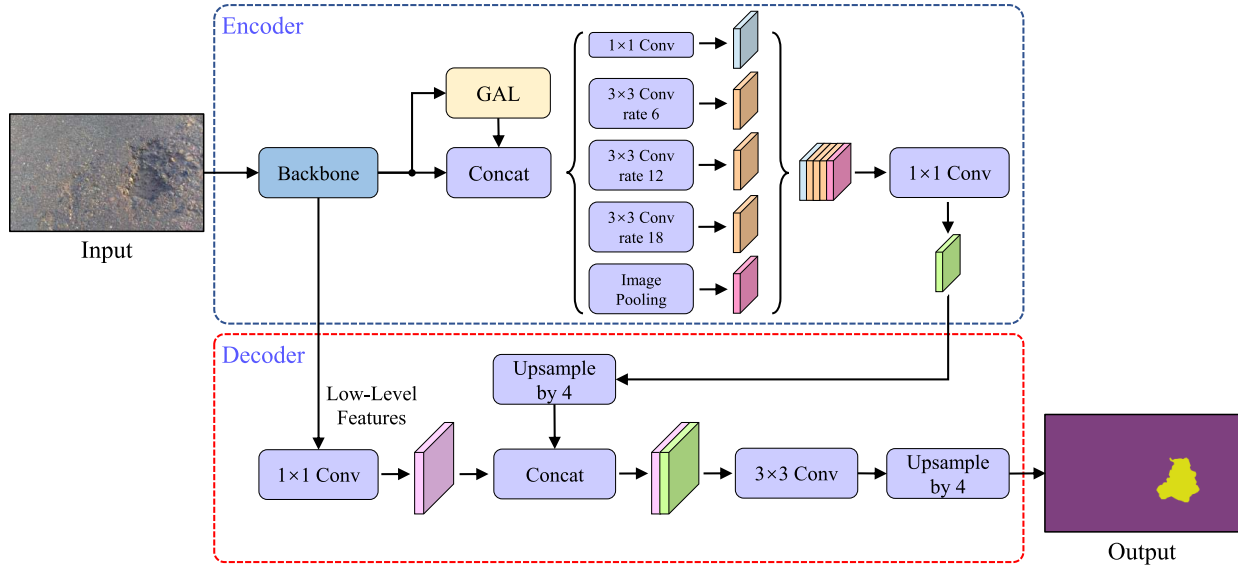 Encoder
1×1 Conv
GAL
3×3 Conv
rate 6
Backbone
Concat
3×3 Conv
rate 12
1×1 Conv
3×3 Conv
rate 18
Input
Image
Pooling
Decoder
Upsample
by 4
Low-Level
Features
1×1 Conv
Concat
3×3 Conv
Upsample
by 4
Output